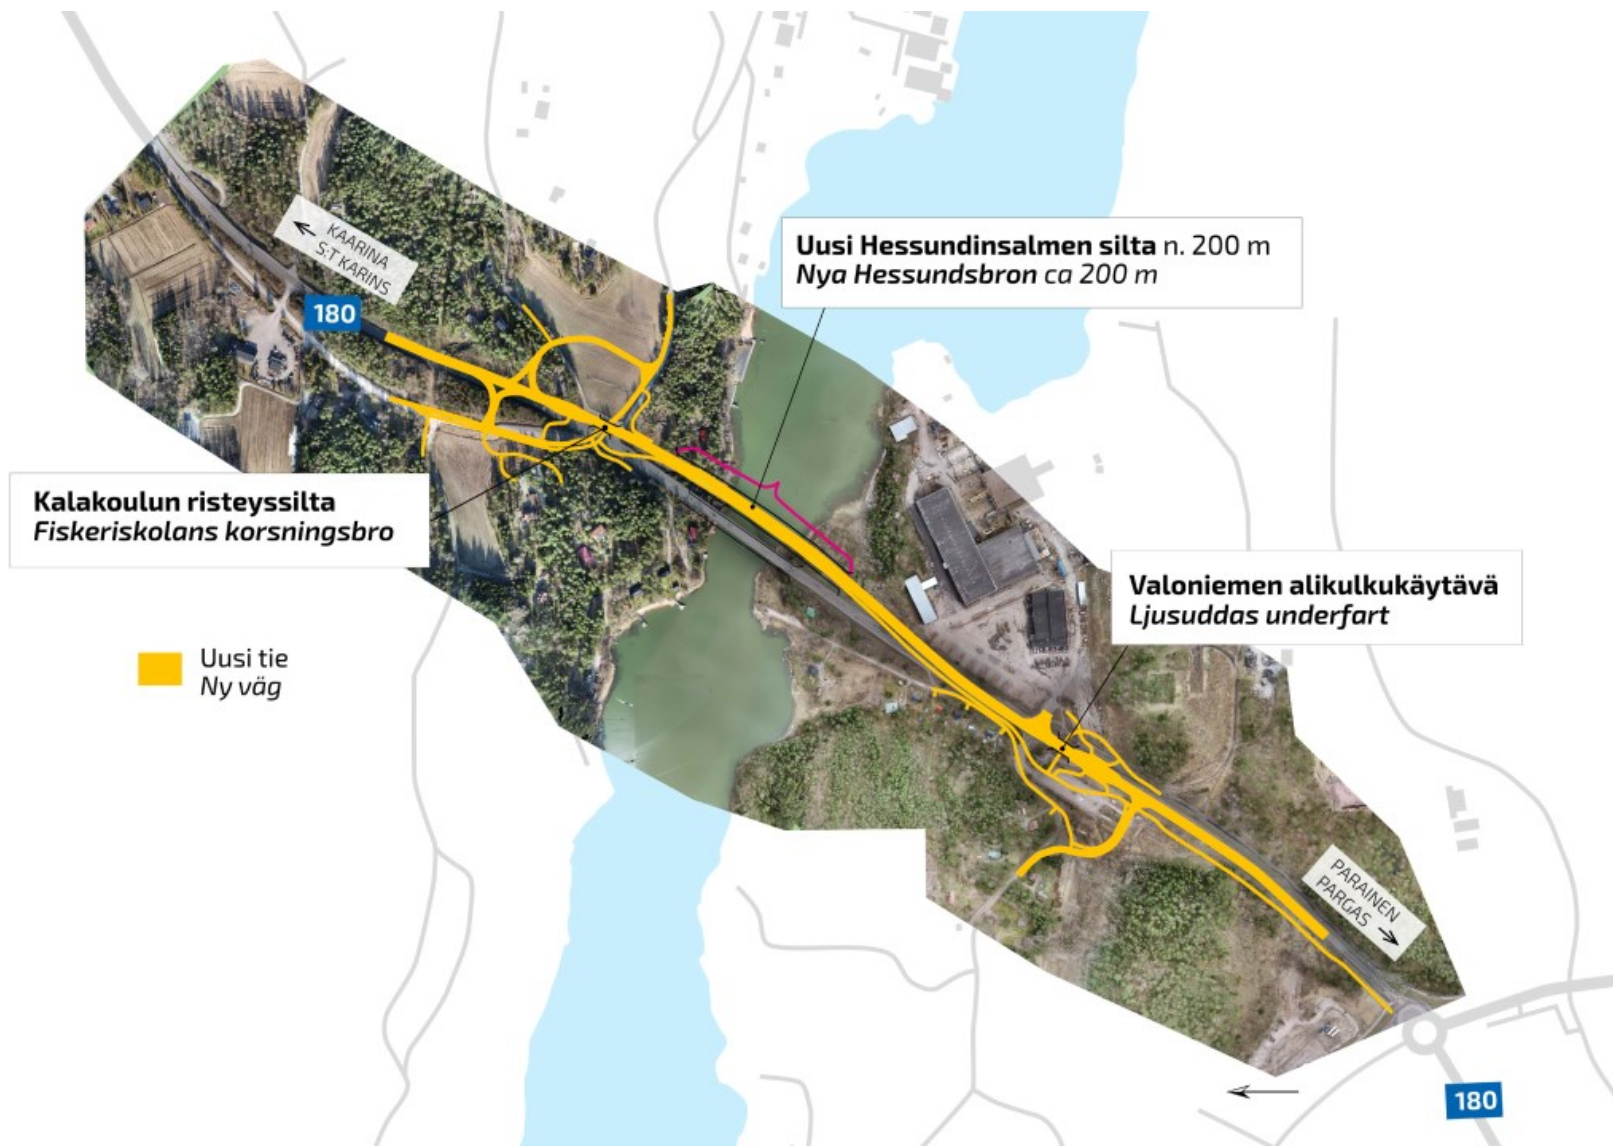 KAARINA
S:T KARINS
180
Uusi Hessundinsalmen silta n. 200 m
Nya Hessundsbron ca 200 m
Kalakoulun risteyssilta
Fiskeriskolans korsningsbro
Valoniemen alikulkukäytävä
Ljusuddas underfart
Uusi tie
Ny väg
PARAINEN
PARGAS
180